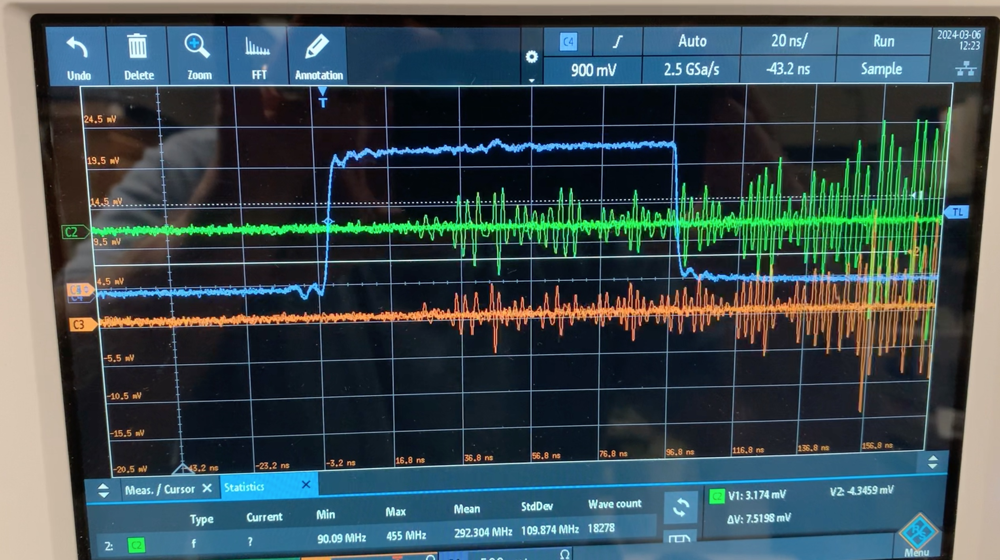 Undo
Delete
Zoom
FFT
Annotation
C4
Auto
20 ns/
Run
2024-03-06
12:23
900 mV
2.5 GSa/s
-43.2 ns
Sample
T
24.5 mV
19.5 mV
14.5 mV
1
TL
C2
9.5 mV
2
4.5 mV
C4
C3
-5.5 mV
-10.5 mV
-15.5 mV
-20.5 mV
-43.2 ns
-23.2 ns
-3.2 ns
16.8 ns
36.8 ns
56.8 ns
76.8 ns
96.8 ns
116.8 ns
136.8 ns
156.8 ns
Meas. / Cursor X
Statistics X
Type
Current
Min
Max
Mean
StdDev
Wave count
2:
C2
f
?
90.09 MHz
455 MHz
292.304 MHz
109.874 MHz
18278
C2
V1: 3.174 mV
V2: -4.3459 mV
ΔV: 7.5198 mV
R&S
Menu
Ω
Ω